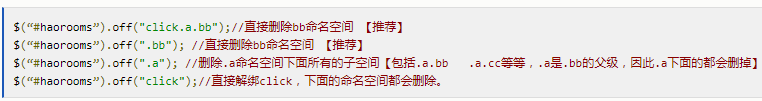 $(“#haorooms”).off("click.a.bb");//直接删除bb命名空间 【推荐】
$(“#haorooms”).off(".bb"); //直接删除bb命名空间 【推荐】
$(“#haorooms”).off(".a"); //删除.a命名空间下面所有的子空间【包括.a.bb  .a.cc等等，.a是.bb的父级，因此.a下面的都会删掉】
$(“#haorooms”).off("click");//直接解绑click，下面的命名空间都会删除。